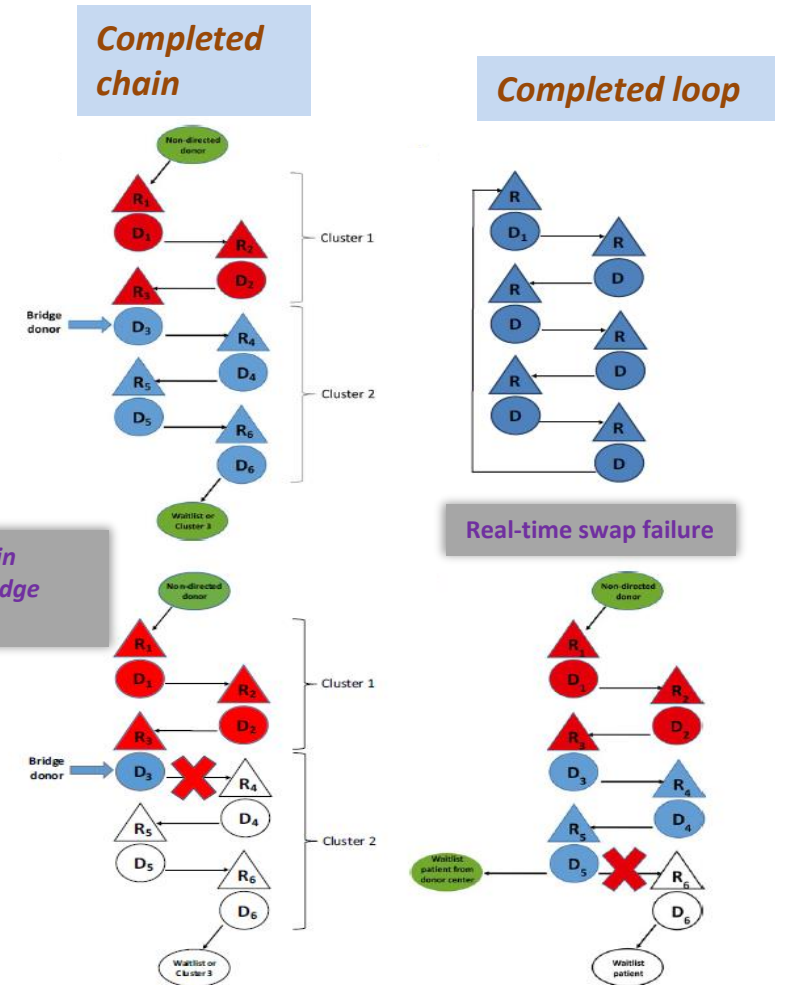 Completed
chain
Completed loop
Non-directed
donor
R1
D1
R2
D2
R3
Cluster 1
Bridge
donor
D3
R4
D4
R5
D5
R6
D6
Cluster 2
Waitlist or
Cluster 3
R
D1
R
D
R
D
R
D
R
D
R
D
in
dge
Real-time swap failure
Non-directed
donor
R1
D1
R2
D2
R3
Cluster 1
Bridge
donor
D3
R4
D4
R5
D5
R6
D6
Cluster 2
Waitlist or
Cluster 3
Non-directed
donor
R1
D1
R2
D2
R3
D3
R4
D4
R5
D5
Waitlist
patient from
donor center
R6
D6
Waitlist
patient